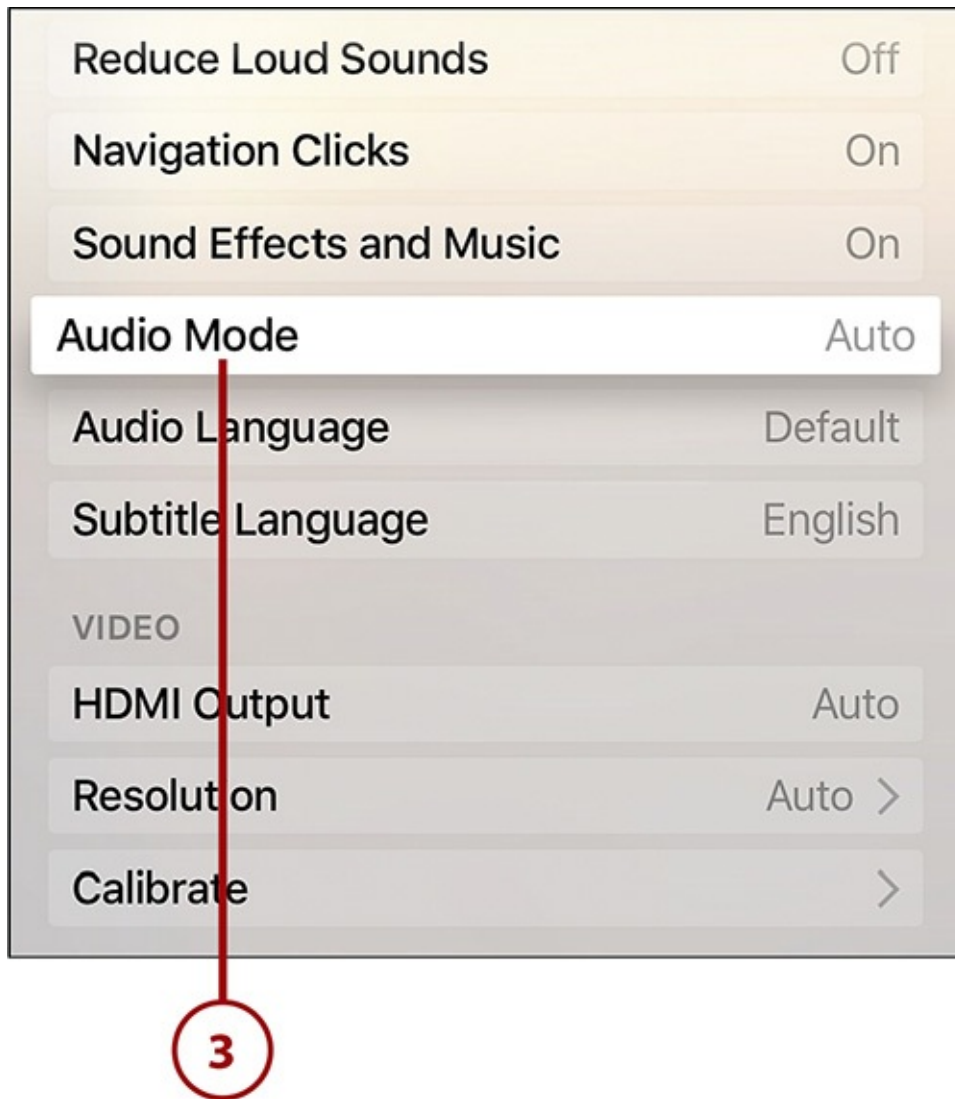 Reduce Loud Sounds Off
Navigation Clicks On
Sound Effects and Music On
Audio Mode Auto
Audio Language Default
Subtitle Language English
VIDEO
HDMI Output Auto
Resolution Auto >
Calibrate >
3